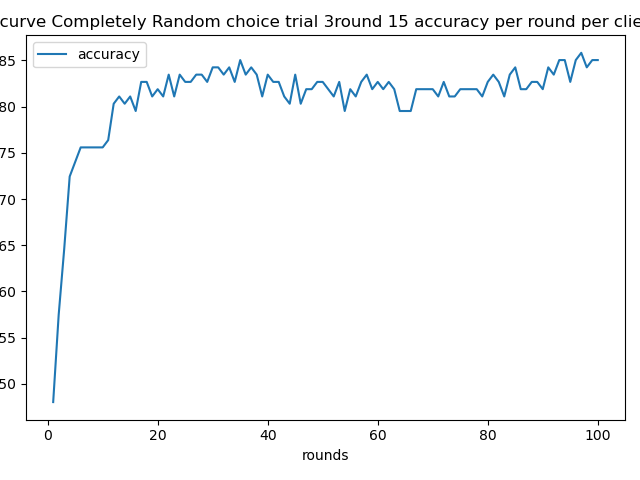 curve Completely Random choice trial 3round 15 accuracy per round per clie
accuracy
85
80
75
70
65
60
55
50
0 20 40 60 80 100
rounds